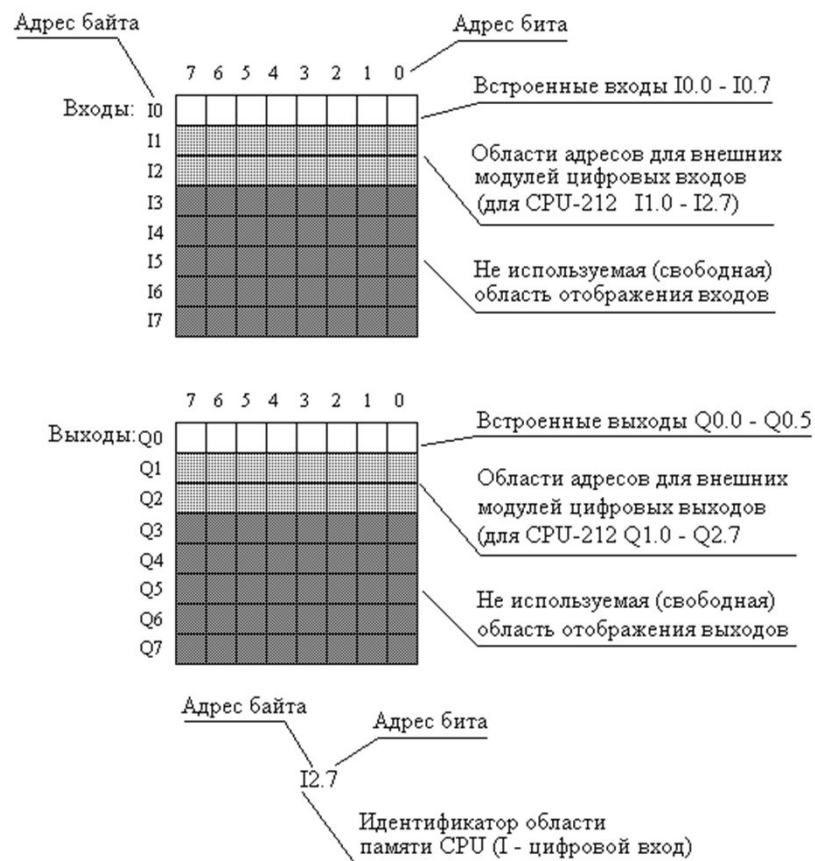 Адрес байта
Адрес бита
7 6 5 4 3 2 1 0
Входы: I0
I1
I2
I3
I4
I5
I6
I7
Встроенные входы I0.0 - I0.7
Области адресов для внешних
модулей цифровых входов
(для CPU-212 I1.0 - I2.7)
Не используемая (свободная)
область отображения входов
7 6 5 4 3 2 1 0
Выходы: Q0
Q1
Q2
Q3
Q4
Q5
Q6
Q7
Встроенные выходы Q0.0 - Q0.5
Области адресов для внешних
модулей цифровых выходов
(для CPU-212 Q1.0 - Q2.7
Не используемая (свободная)
область отображения выходов
Адрес байта
Адрес бита
I2.7
Идентификатор области
памяти CPU (I - цифровой вход)